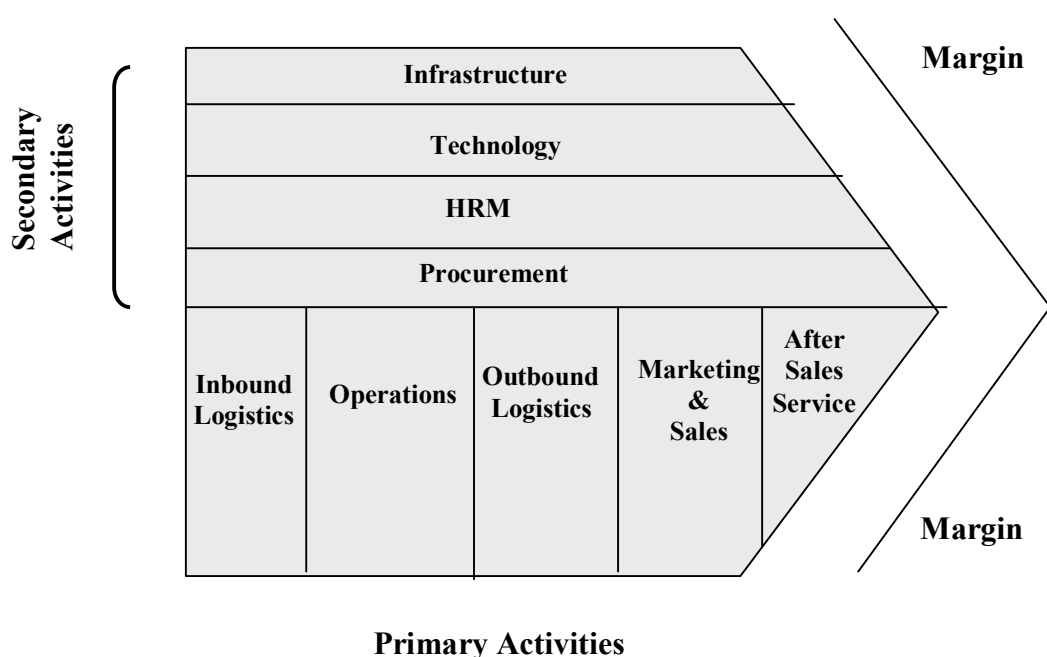 Margin
Infrastructure
Secondary
Activities
Technology
HRM
Procurement
Inbound
Logistics
Operations
Outbound
Logistics
Marketing
&
Sales
After
Sales
Service
Margin
Primary Activities